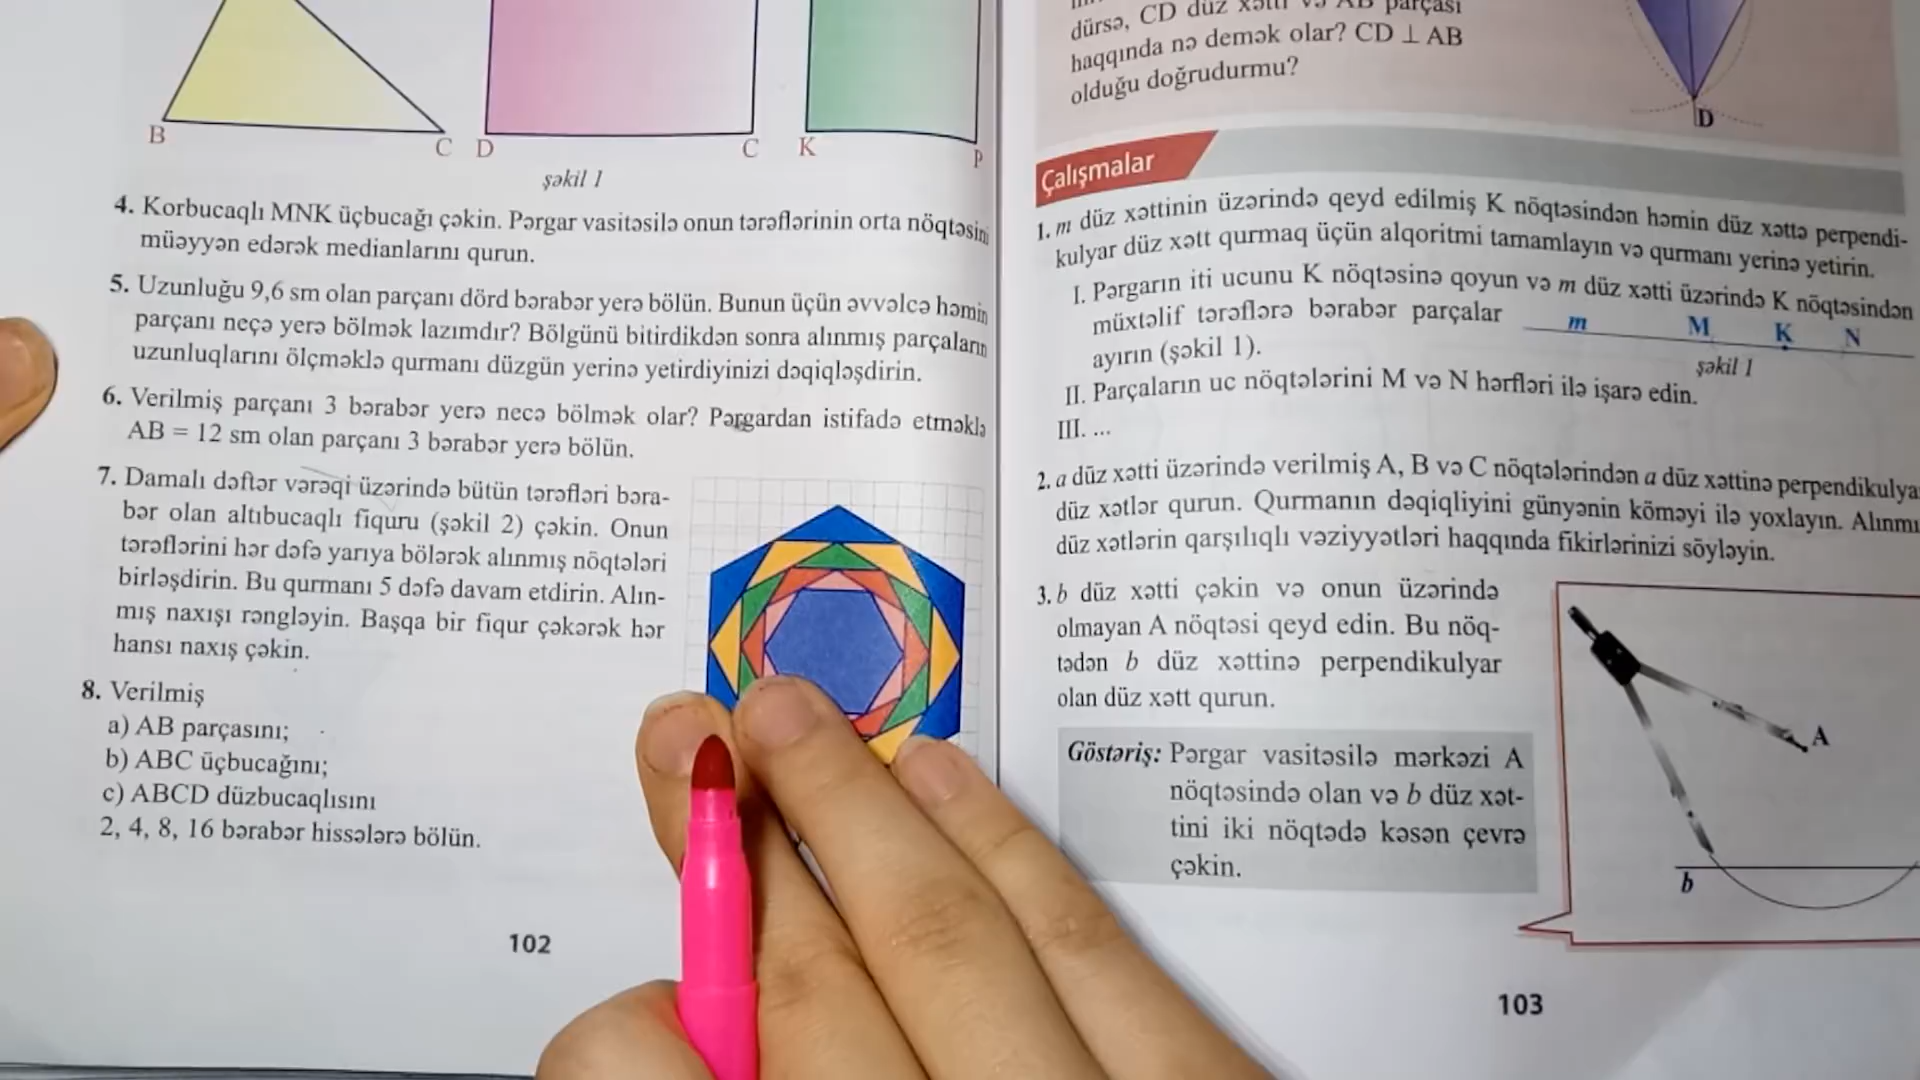 B
C
D
C
K
P
şəkil 1
4. Korbucaqlı MNK üçbucağı çəkin. Pərgar vasitəsilə onun tərəflərinin orta nöqtəsini
müəyyən edərək medianlarını qurun.
5. Uzunluğu 9,6 sm olan parçanı dörd bərabər yerə bölün. Bunun üçün əvvəlcə həmin
parçanı neçə yerə bölmək lazımdır? Bölgünü bitirdikdən sonra alınmış parçaların
uzunluqlarını ölçməklə qurmanı düzgün yerinə yetirdiyinizi dəqiqləşdirin.
6. Verilmiş parçanı 3 bərabər yerə necə bölmək olar? Pərgardan istifadə etməklə
AB = 12 sm olan parçanı 3 bərabər yerə bölün.
7. Damalı dəftər vərəqi üzərində bütün tərəfləri bəra-
bər olan altıbucaqlı fiquru (şəkil 2) çəkin. Onun
tərəflərini hər dəfə yarıya bölərək alınmış nöqtələri
birləşdirin. Bu qurmanı 5 dəfə davam etdirin. Alın-
mış naxışı rəngləyin. Başqa bir fiqur çəkərək hər
hansı naxış çəkin.
8. Verilmiş
a) AB parçasını;
b) ABC üçbucağını;
c) ABCD düzbucaqlısını
2, 4, 8, 16 bərabər hissələrə bölün.
102
dürsə, CD düz xətti və AB parçası
haqqında nə demək olar? CD ⊥ AB
olduğu doğrudurmu?
D
Çalışmalar
1. m düz xəttinin üzərində qeyd edilmiş K nöqtəsindən həmin düz xəttə perpendi-
kulyar düz xətt qurmaq üçün alqoritmi tamamlayın və qurmanı yerinə yetirin.
I. Pərgarın iti ucunu K nöqtəsinə qoyun və m düz xətti üzərində K nöqtəsindən
müxtəlif tərəflərə bərabər parçalar
ayırın (şəkil 1).
m M K N
şəkil 1
II. Parçaların uc nöqtələrini M və N hərfləri ilə işarə edin.
III. ...
2. a düz xətti üzərində verilmiş A, B və C nöqtələrindən a düz xəttinə perpendikulya
düz xətlər qurun. Qurmanın dəqiqliyini günyənin köməyi ilə yoxlayın. Alınmı
düz xətlərin qarşılıqlı vəziyyətləri haqqında fikirlərinizi söyləyin.
3. b düz xətti çəkin və onun üzərində
olmayan A nöqtəsi qeyd edin. Bu nöq-
tədən b düz xəttinə perpendikulyar
olan düz xətt qurun.
Göstəriş: Pərgar vasitəsilə mərkəzi A
nöqtəsində olan və b düz xət-
tini iki nöqtədə kəsən çevrə
çəkin.
A
b
103